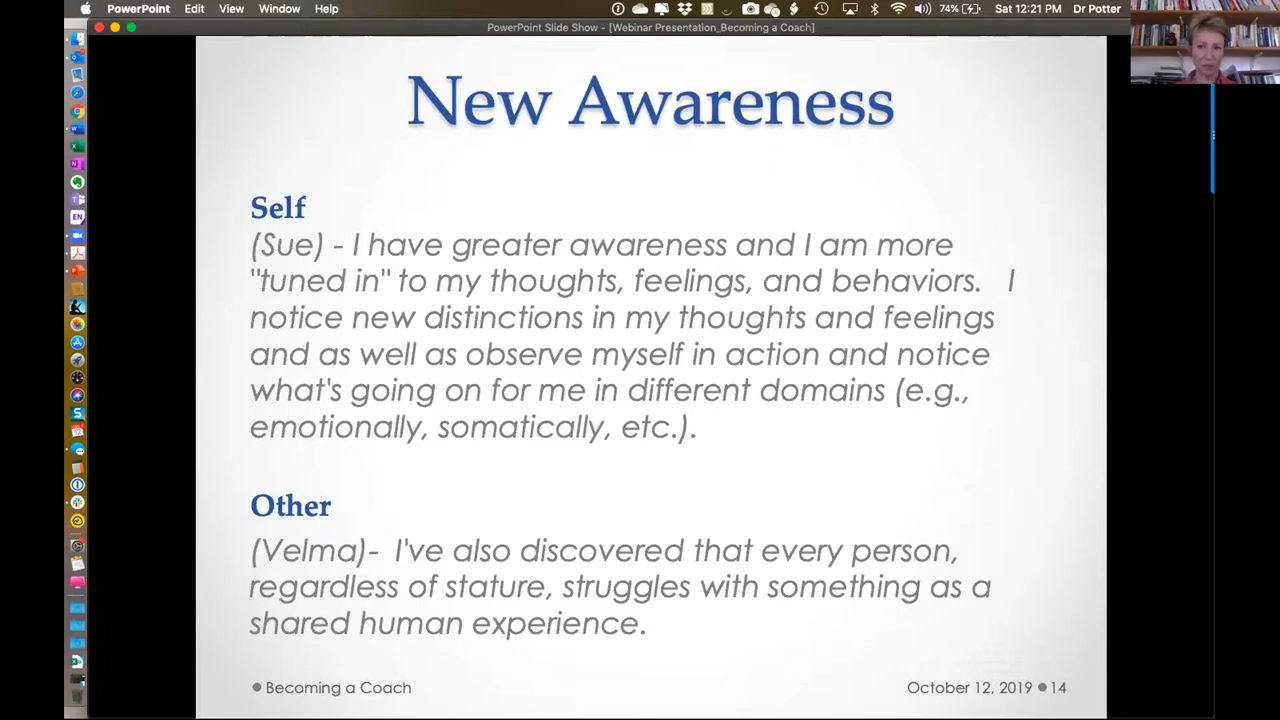 PowerPoint Edit View Window Help 74% Sat 12:21 PM Dr Potter
PowerPoint Slide Show - [Webinar Presentation_Becoming a Coach]
New Awareness
Self
(Sue) - I have greater awareness and I am more
"tuned in" to my thoughts, feelings, and behaviors. I
notice new distinctions in my thoughts and feelings
and as well as observe myself in action and notice
what's going on for me in different domains (e.g.,
emotionally, somatically, etc.).
Other
(Velma)- I've also discovered that every person,
regardless of stature, struggles with something as a
shared human experience.
Becoming a Coach
October 12, 2019 14
EN